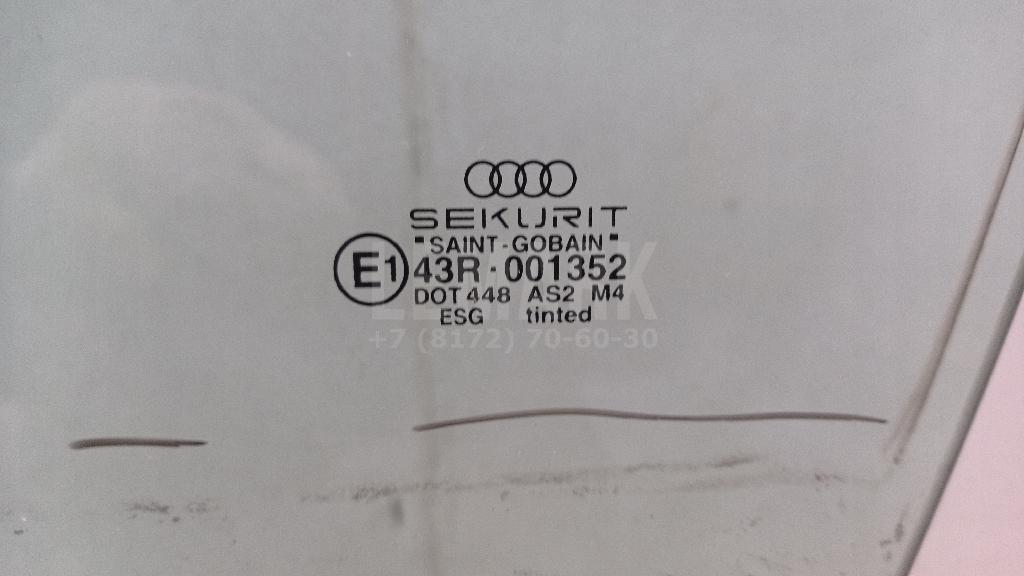 SEKURIT
"SAINT-GOBAIN"
E1 43R-001352
DOT 448 AS2 M4
ESG tinted
+7 (8172) 70-60-30